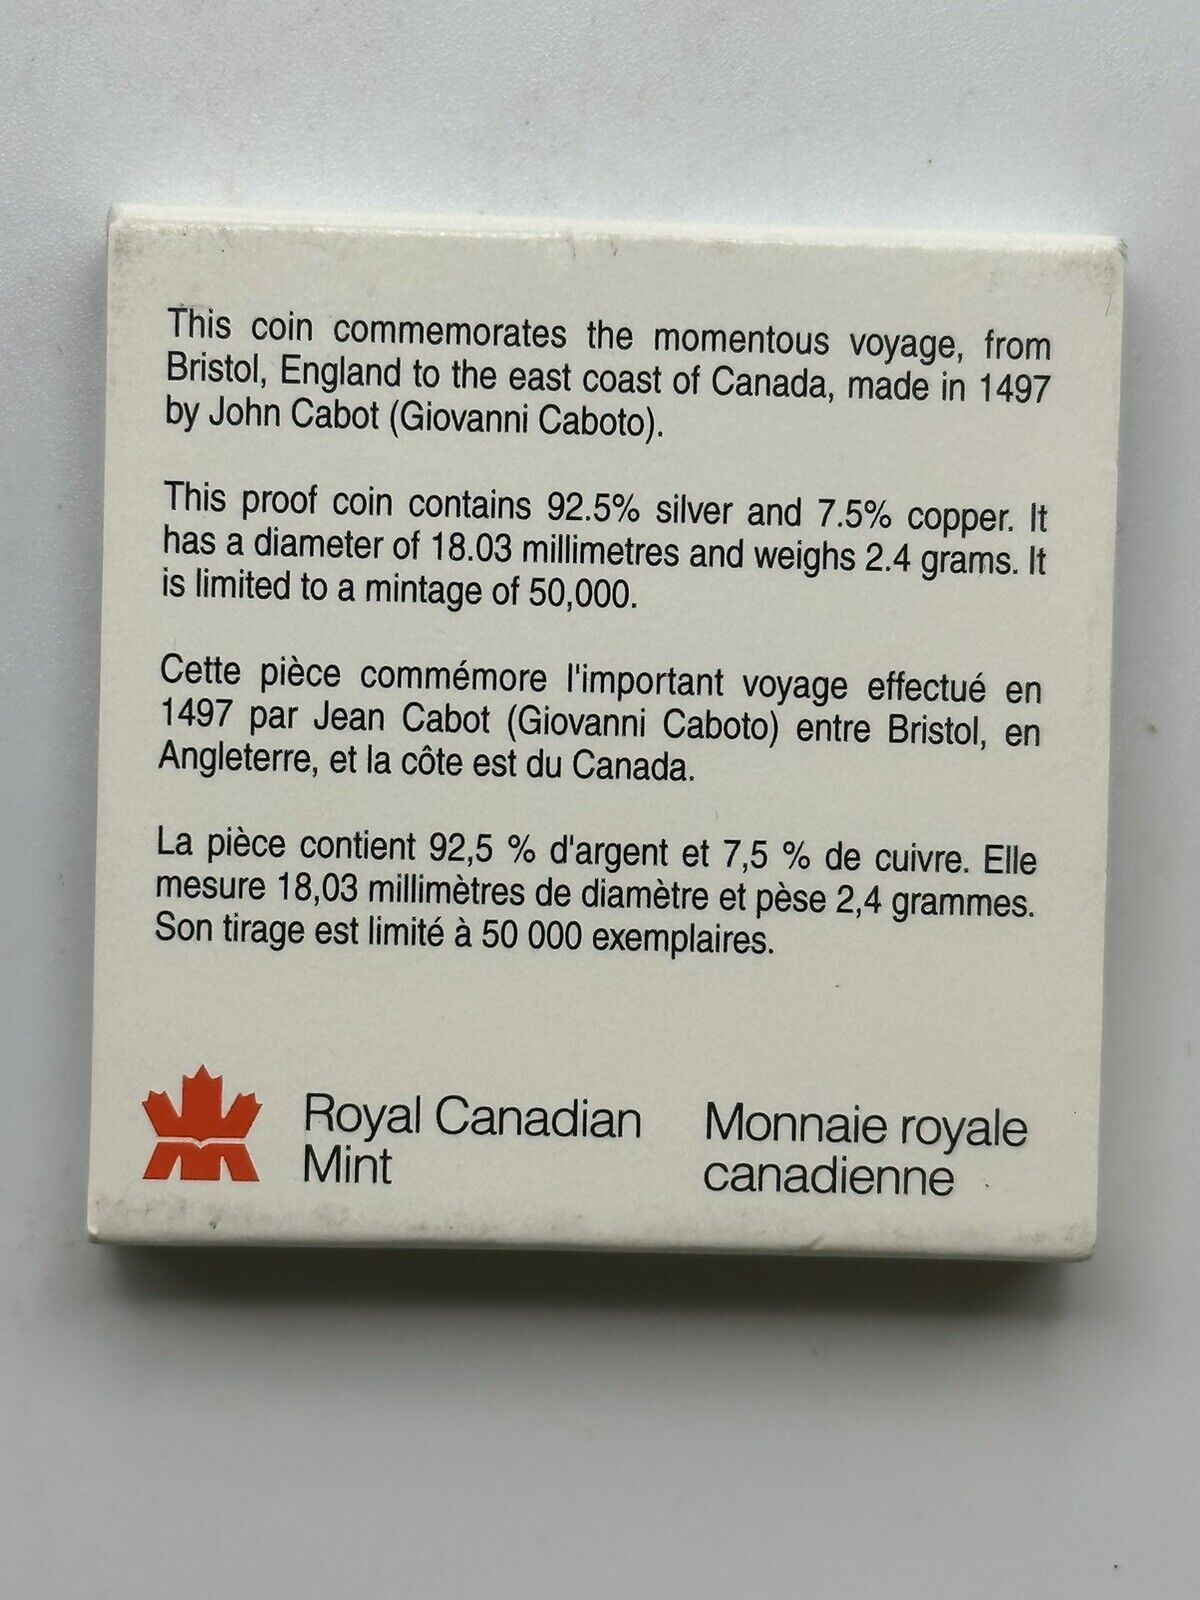 This coin commemorates the momentous voyage, from
Bristol, England to the east coast of Canada, made in 1497
by John Cabot (Giovanni Caboto).
This proof coin contains 92.5% silver and 7.5% copper. It
has a diameter of 18.03 millimetres and weighs 2.4 grams. It
is limited to a mintage of 50,000.
Cette pièce commémore l'important voyage effectué en
1497 par Jean Cabot (Giovanni Caboto) entre Bristol, en
Angleterre, et la côte est du Canada.
La pièce contient 92,5 % d'argent et 7,5 % de cuivre. Elle
mesure 18,03 millimètres de diamètre et pèse 2,4 grammes.
Son tirage est limité à 50 000 exemplaires.
Royal Canadian
Mint
Monnaie royale
canadienne